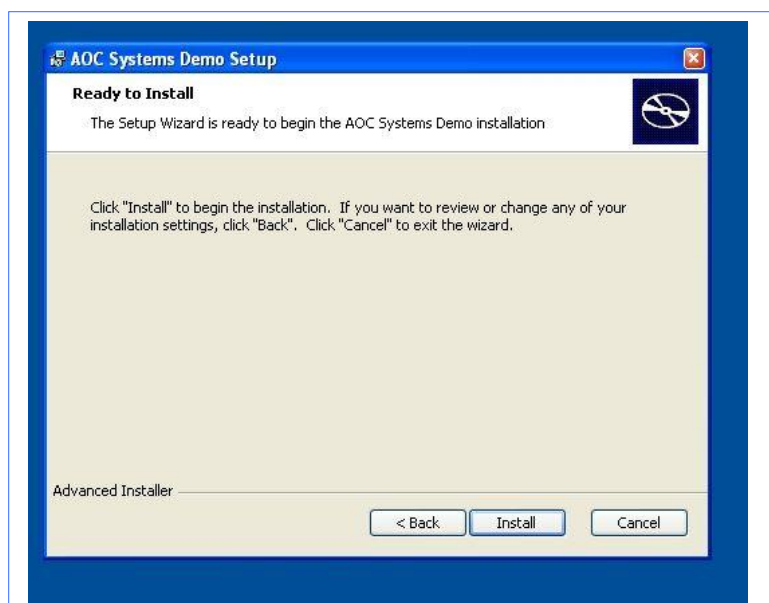 AOC Systems Demo Setup
Ready to Install
The Setup Wizard is ready to begin the AOC Systems Demo installation
Click "Install" to begin the installation.  If you want to review or change any of your
installation settings, click "Back".  Click "Cancel" to exit the wizard.
Advanced Installer
< Back Install Cancel